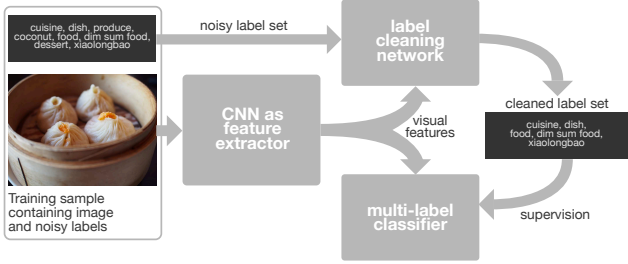 cuisine, dish, produce,
coconut, food, dim sum food,
dessert, xiaolongbao
noisy label set
label
cleaning
network
CNN as
feature
extractor
visual
features
cleaned label set
cuisine, dish,
food, dim sum food,
xiaolongbao
Training sample
containing image
and noisy labels
multi-label
classifier
supervision